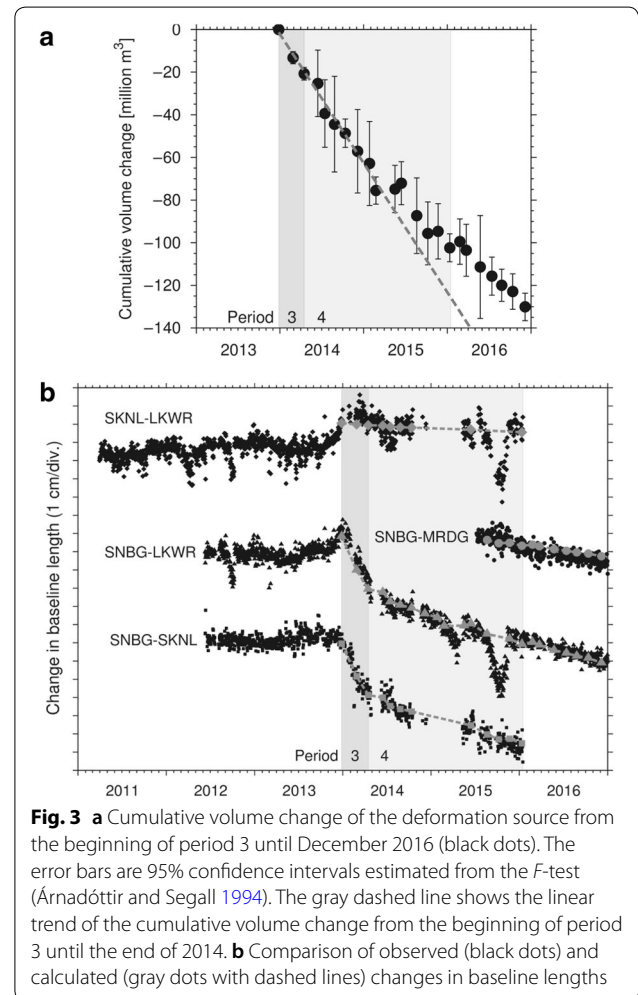 a
0
−20
−40
−60
−80
−100
−120
−140
Cumulative volume change [million m³]
Period 3 4
2013 2014 2015 2016
b
Change in baseline length (1 cm/div.)
SKNL-LKWR
SNBG-MRDG
SNBG-LKWR
SNBG-SKNL
Period 3 4
2011 2012 2013 2014 2015 2016
Fig. 3 a Cumulative volume change of the deformation source from
the beginning of period 3 until December 2016 (black dots). The
error bars are 95% confidence intervals estimated from the F-test
(Árnadóttir and Segall 1994). The gray dashed line shows the linear
trend of the cumulative volume change from the beginning of period
3 until the end of 2014. b Comparison of observed (black dots) and
calculated (gray dots with dashed lines) changes in baseline lengths